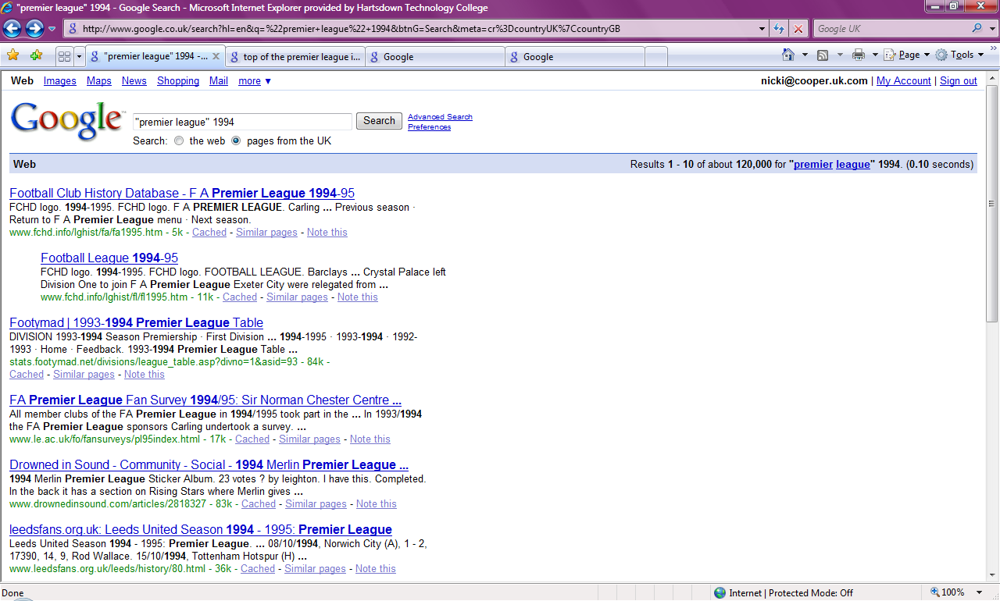 "premier league" 1994 - Google Search - Microsoft Internet Explorer provided by Hartsdown Technology College
http://www.google.co.uk/search?hl=en&q=%22premier+league%22+1994&btnG=Search&meta=cr%3DcountryUK%7CcountryGB
Google UK
"premier league" 1994 -... top of the premier league i... Google Google
Page Tools
Web Images Maps News Shopping Mail more ▼ nicki@cooper.uk.com | My Account | Sign out
Google™
"premier league" 1994 Search Advanced Search
Preferences
Search: the web pages from the UK
Web Results 1 - 10 of about 120,000 for "premier league" 1994. (0.10 seconds)
Football Club History Database - F A Premier League 1994-95
FCHD logo. 1994-1995. FCHD logo. F A PREMIER LEAGUE. Carling ... Previous season ·
Return to F A Premier League menu · Next season.
www.fchd.info/lghist/fa/fa1995.htm - 5k - Cached - Similar pages - Note this
Football League 1994-95
FCHD logo. 1994-1995. FCHD logo. FOOTBALL LEAGUE. Barclays ... Crystal Palace left
Division One to join F A Premier League Exeter City were relegated from ...
www.fchd.info/lghist/fl/fl1995.htm - 11k - Cached - Similar pages - Note this
Footymad | 1993-1994 Premier League Table
DIVISION 1993-1994 Season Premiership · First Division ... 1994-1995 · 1993-1994 · 1992-
1993 · Home · Feedback. 1993-1994 Premier League Table ...
stats.footymad.net/divisions/league_table.asp?divno=1&asid=93 - 84k -
Cached - Similar pages - Note this
FA Premier League Fan Survey 1994/95: Sir Norman Chester Centre ...
All member clubs of the FA Premier League in 1994/1995 took part in the ... In 1993/1994
the FA Premier League sponsors Carling undertook a survey. ...
www.le.ac.uk/fo/fansurveys/pl95index.html - 17k - Cached - Similar pages - Note this
Drowned in Sound - Community - Social - 1994 Merlin Premier League ...
1994 Merlin Premier League Sticker Album. 23 votes ? by leighton. I have this. Completed.
In the back it has a section on Rising Stars where Merlin gives ...
www.drownedinsound.com/articles/2818327 - 83k - Cached - Similar pages - Note this
leedsfans.org.uk: Leeds United Season 1994 - 1995: Premier League
Leeds United Season 1994 - 1995: Premier League. ... 08/10/1994, Norwich City (A), 1 - 2,
17390, 14, 9, Rod Wallace. 15/10/1994, Tottenham Hotspur (H) ...
www.leedsfans.org.uk/leeds/history/80.html - 36k - Cached - Similar pages - Note this
Done Internet | Protected Mode: Off 100%